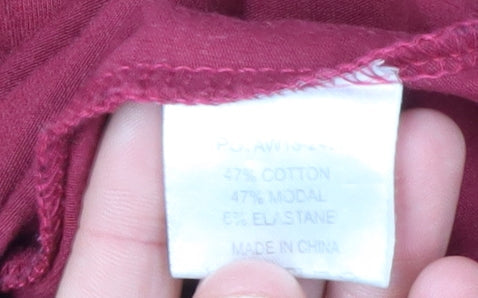 47% COTTON
47% MODAL
6% ELASTANE
MADE IN CHINA